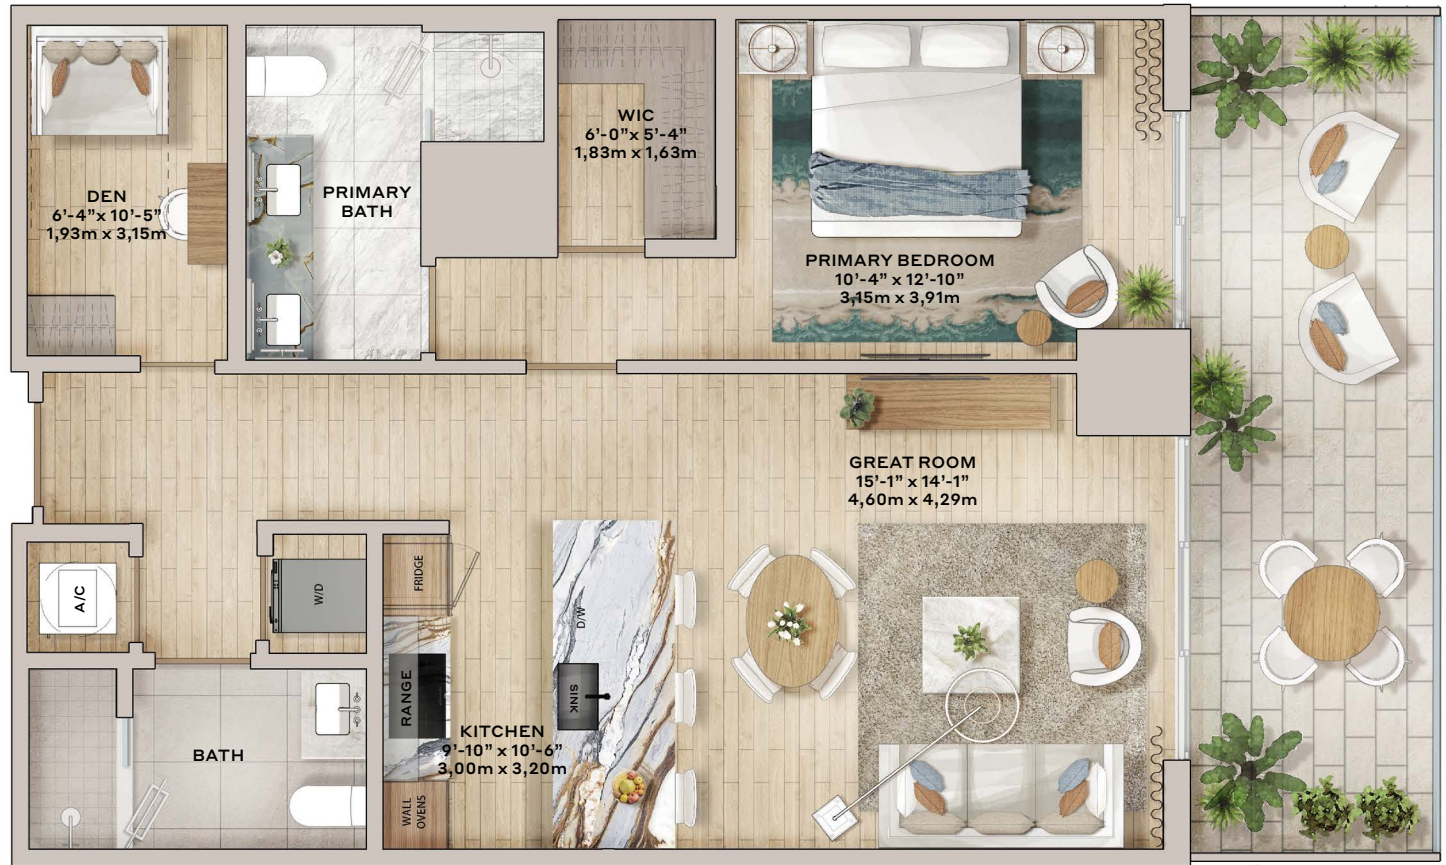 DEN
6’-4”x 10’-5”
1,93m x 3,15m
PRIMARY
BATH
WIC
6’-0”x 5’-4”
1,83m x 1,63m
PRIMARY BEDROOM
10’-4” x 12’-10”
3,15m x 3,91m
GREAT ROOM
15’-1” x 14’-1”
4,60m x 4,29m
A/C
W/D
FRIDGE
D/W
RANGE
SINK
KITCHEN
9’-10” x 10’-6”
3,00m x 3,20m
BATH
WALL
OVENS